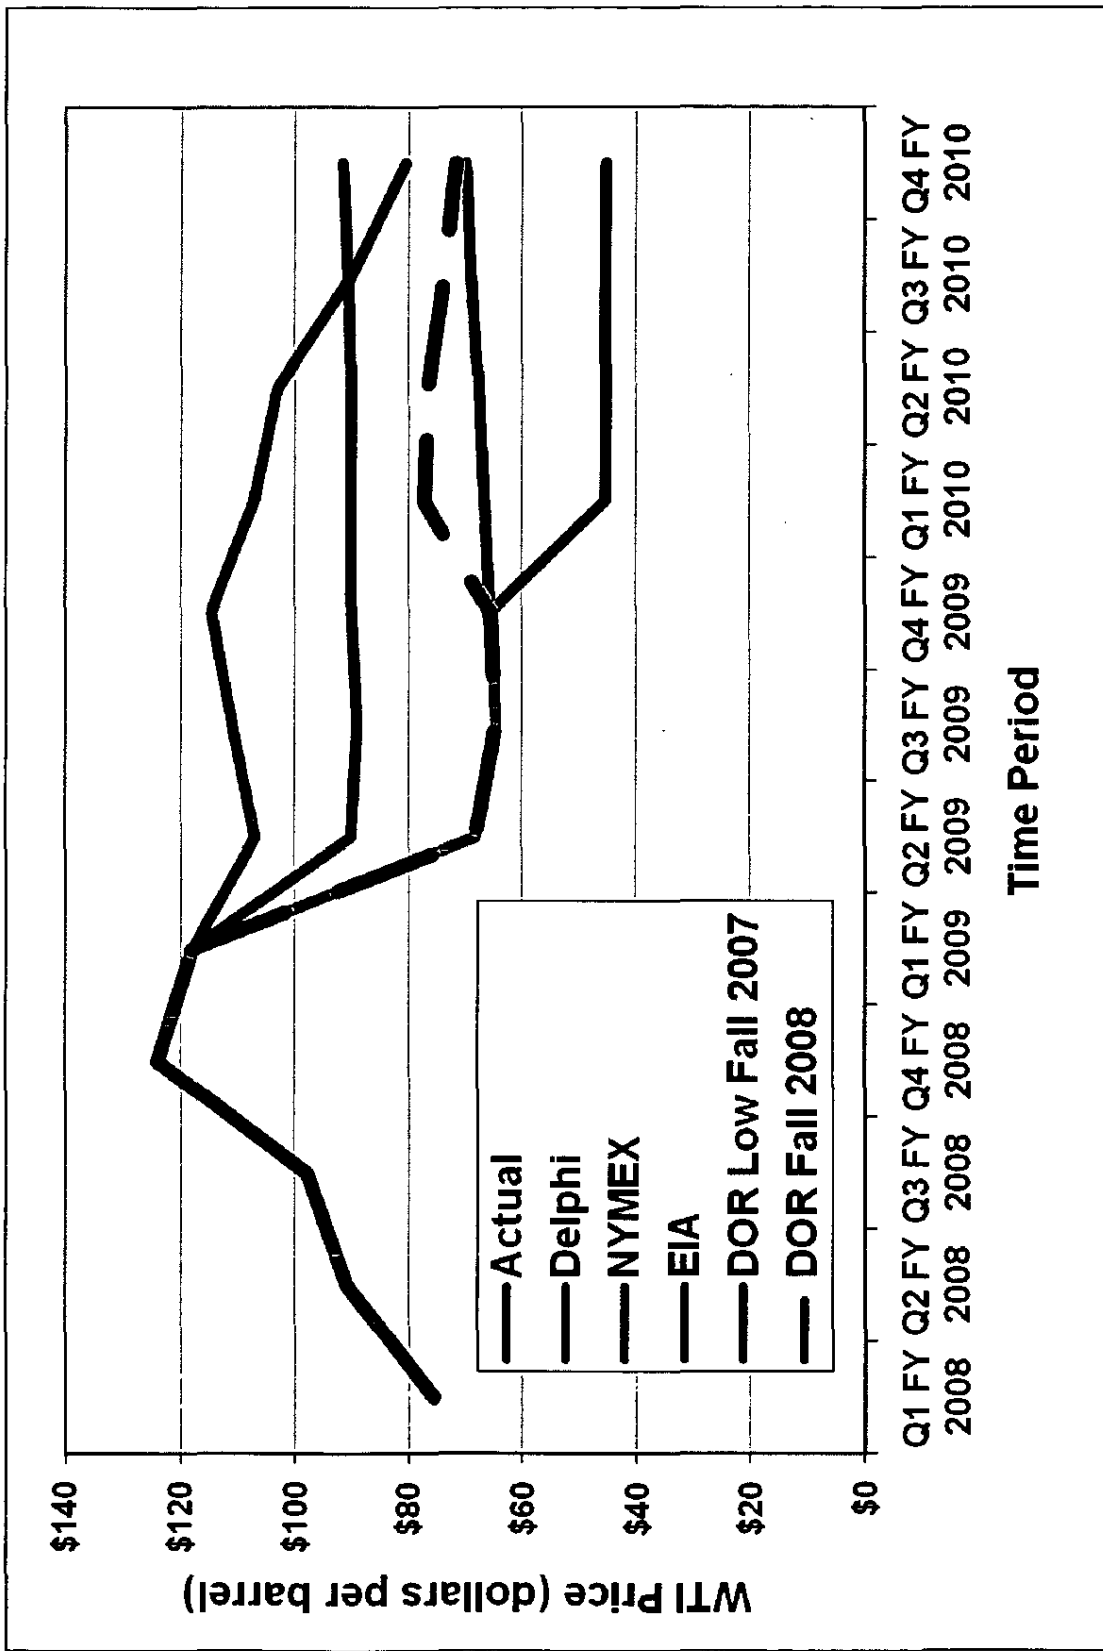 WTI Price (dollars per barrel)
$140
$120
$100
$80
$60
$40
$20
$0
Actual
Delphi
NYMEX
EIA
DOR Low Fall 2007
DOR Fall 2008
Q1 FY Q2 FY Q3 FY Q4 FY Q1 FY Q2 FY Q3 FY Q4 FY Q1 FY Q2 FY Q3 FY Q4 FY
2008 2008 2008 2008 2009 2009 2009 2009 2010 2010 2010 2010
Time Period